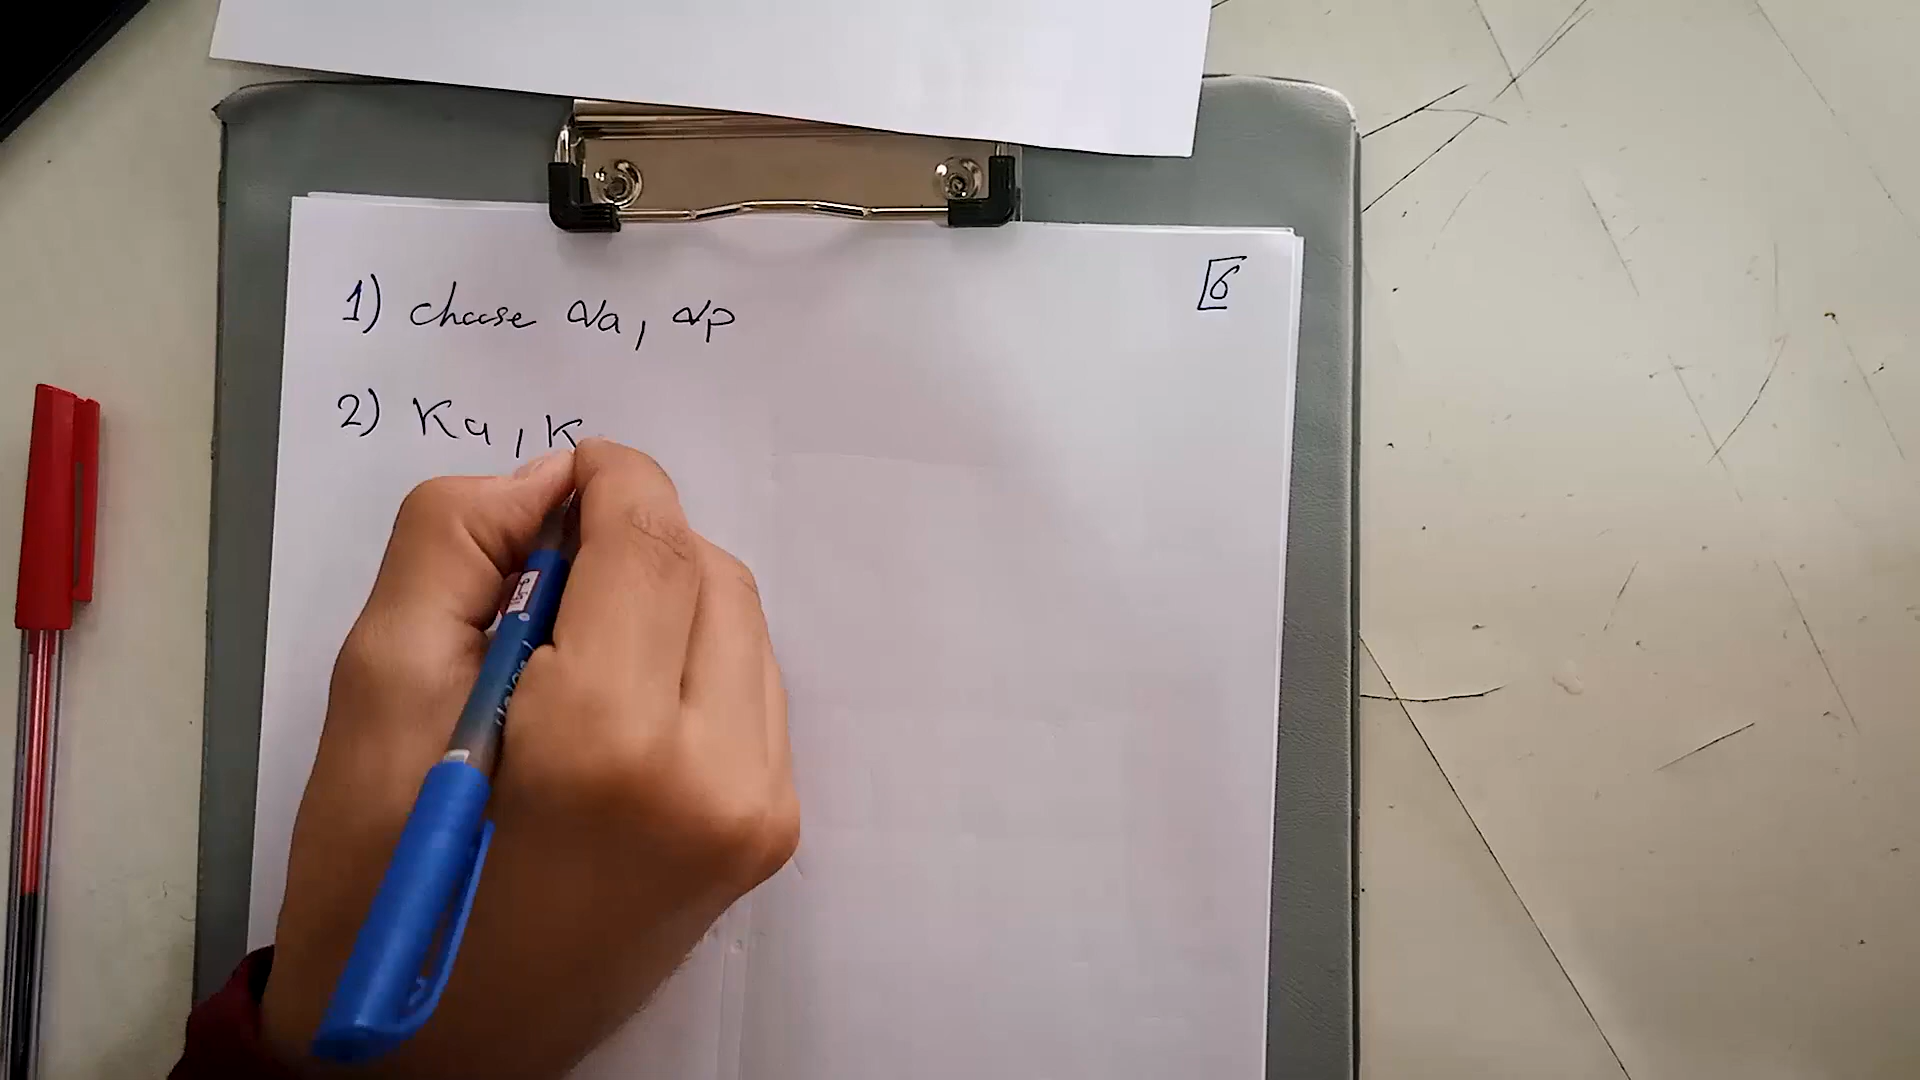 6
1) choose αa, αp
2) Ka, K